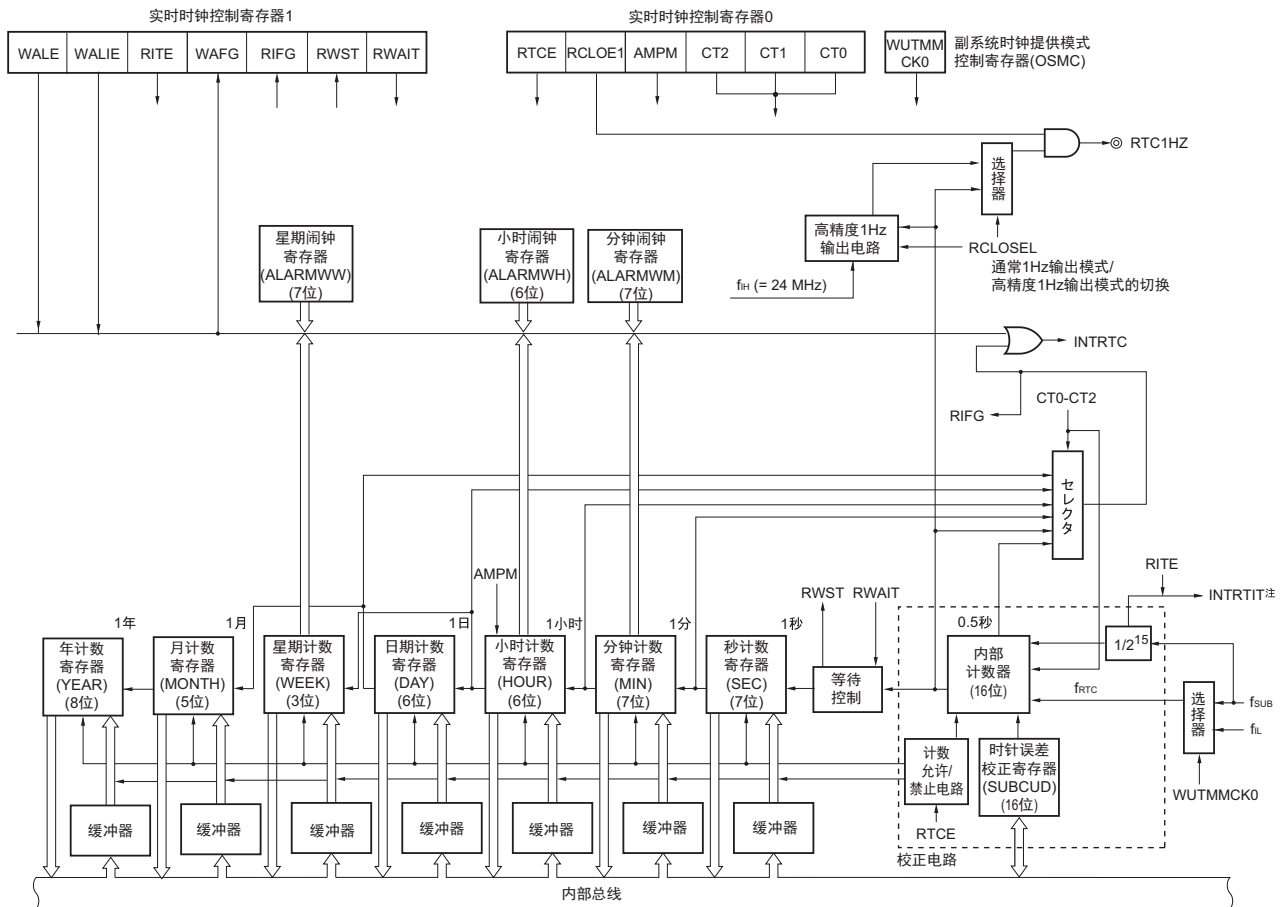 实时时钟控制寄存器1
WALE WALIE RITE WAFG RIFG RWST RWAIT
实时时钟控制寄存器0
RTCE RCLOE1 AMPM CT2 CT1 CT0
WUTMM
CK0
副系统时钟提供模式
控制寄存器(OSMC)
选择器
RTC1HZ
高精度1Hz
输出电路
RCLOSEL
通常1Hz输出模式/
高精度1Hz输出模式的切换
fIH (= 24 MHz)
星期闹钟
寄存器
(ALARMWW)
(7位)
小时闹钟
寄存器
(ALARMWH)
(6位)
分钟闹钟
寄存器
(ALARMWM)
(7位)
INTRTC
RIFG
CT0-CT2
セレクタ
AMPM
RWST RWAIT
RITE
INTRTIT注
1年
年计数
寄存器
(YEAR)
(8位)
1月
月计数
寄存器
(MONTH)
(5位)
星期计数
寄存器
(WEEK)
(3位)
1日
日期计数
寄存器
(DAY)
(6位)
1小时
小时计数
寄存器
(HOUR)
(6位)
1分
分钟计数
寄存器
(MIN)
(7位)
1秒
秒计数
寄存器
(SEC)
(7位)
等待
控制
0.5秒
内部
计数器
(16位)
1/2¹⁵
fRTC
选择器
fSUB
fIL
WUTMMCK0
计数
允许/
禁止电路
RTCE
时针误差
校正寄存器
(SUBCUD)
(16位)
校正电路
缓冲器 缓冲器 缓冲器 缓冲器 缓冲器 缓冲器 缓冲器
内部总线